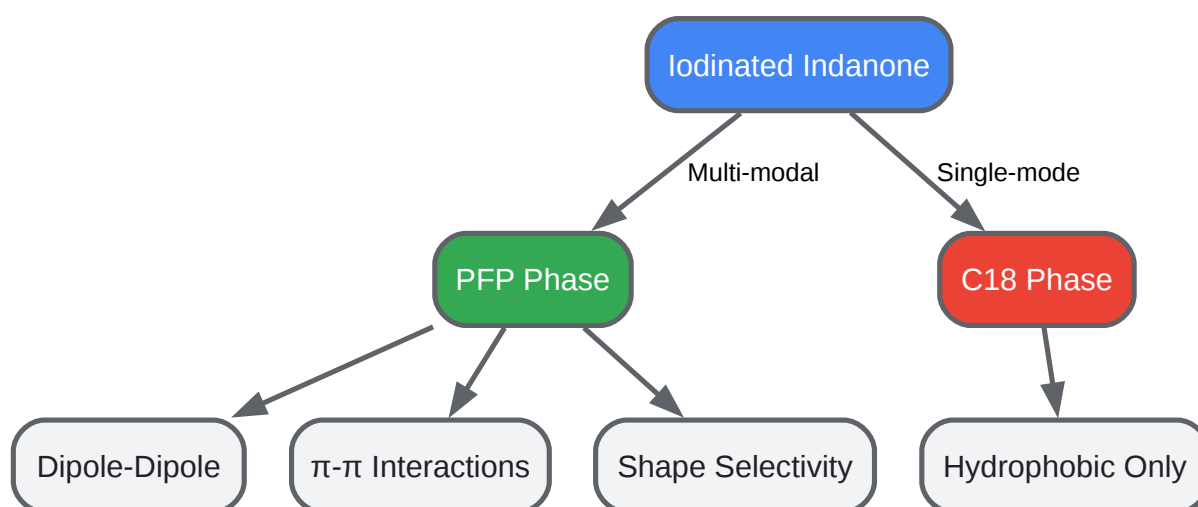 Iodinated Indanone
Multi-modal
Single-mode
PFP Phase
C18 Phase
Dipole-Dipole
π-π Interactions
Shape Selectivity
Hydrophobic Only